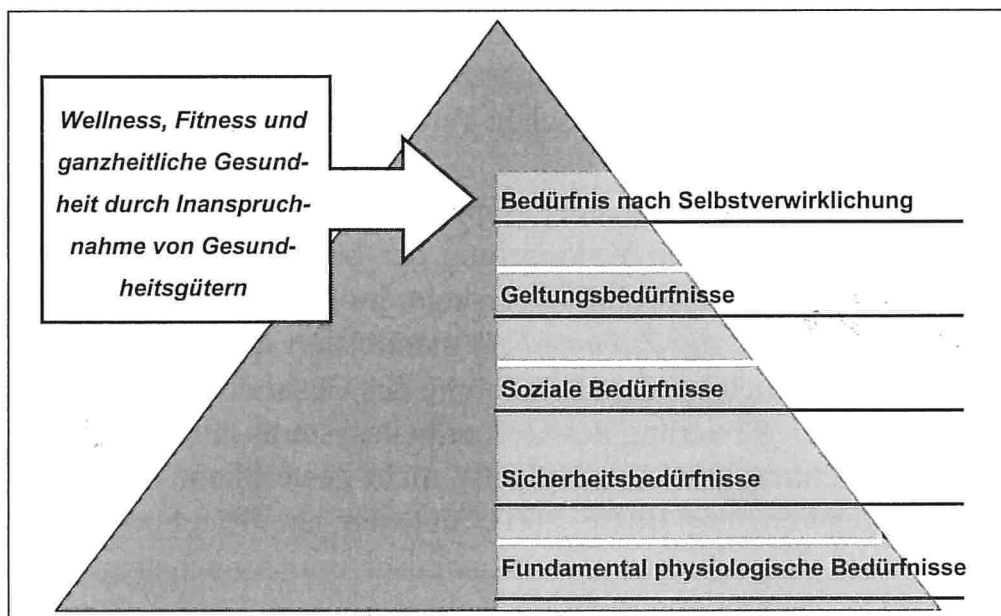 Wellness, Fitness und
ganzheitliche Gesund-
heit durch Inanspruch-
nahme von Gesund-
heitsgütern
Bedürfnis nach Selbstverwirklichung
Geltungsbedürfnisse
Soziale Bedürfnisse
Sicherheitsbedürfnisse
Fundamental physiologische Bedürfnisse